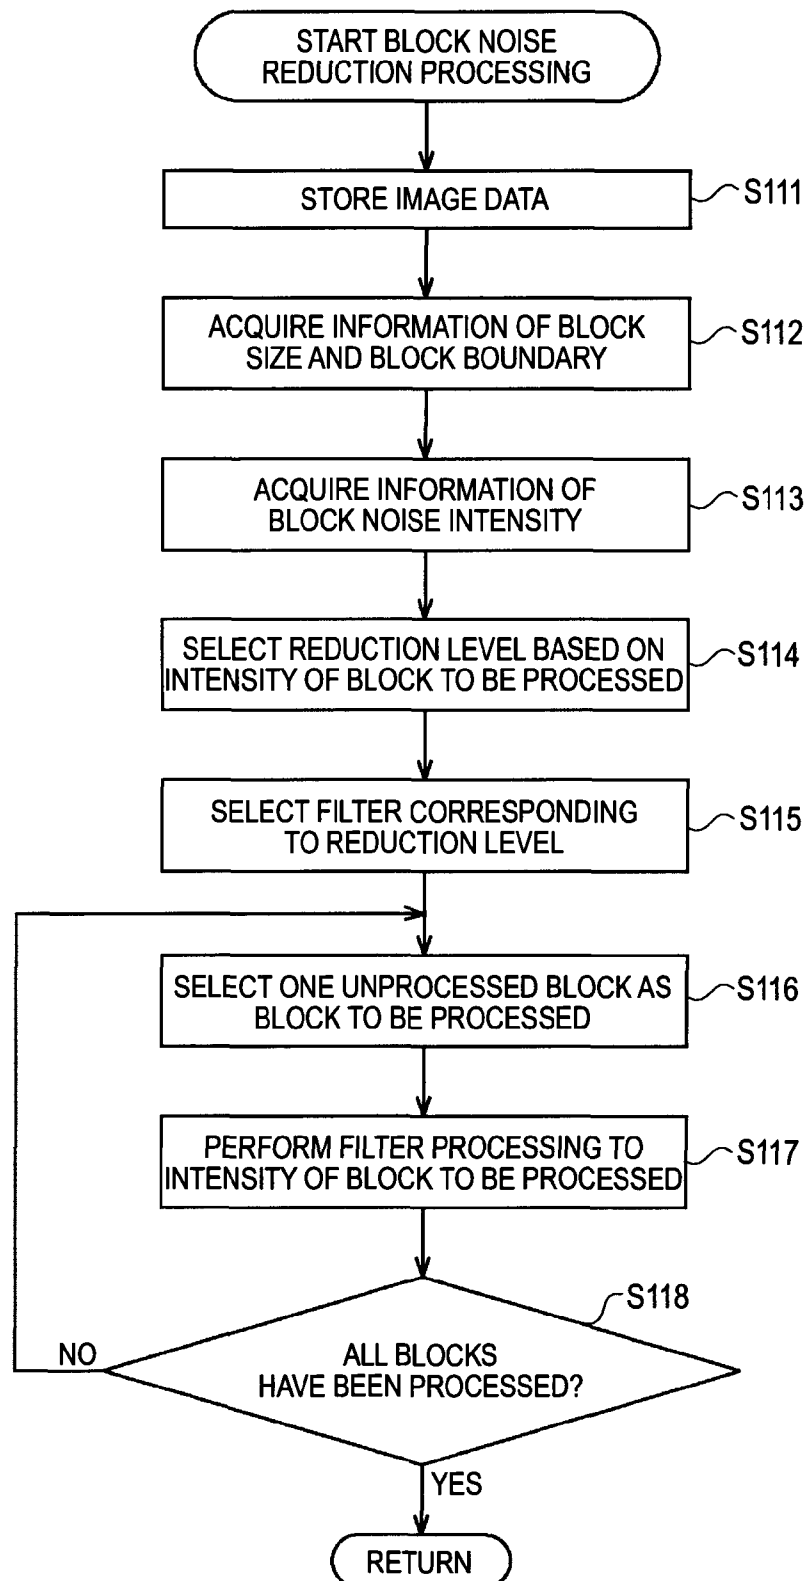 START BLOCK NOISE
REDUCTION PROCESSING
STORE IMAGE DATA
S111
ACQUIRE INFORMATION OF BLOCK
SIZE AND BLOCK BOUNDARY
S112
ACQUIRE INFORMATION OF
BLOCK NOISE INTENSITY
S113
SELECT REDUCTION LEVEL BASED ON
INTENSITY OF BLOCK TO BE PROCESSED
S114
SELECT FILTER CORRESPONDING
TO REDUCTION LEVEL
S115
SELECT ONE UNPROCESSED BLOCK AS
BLOCK TO BE PROCESSED
S116
PERFORM FILTER PROCESSING TO
INTENSITY OF BLOCK TO BE PROCESSED
S117
S118
NO
ALL BLOCKS
HAVE BEEN PROCESSED?
YES
RETURN